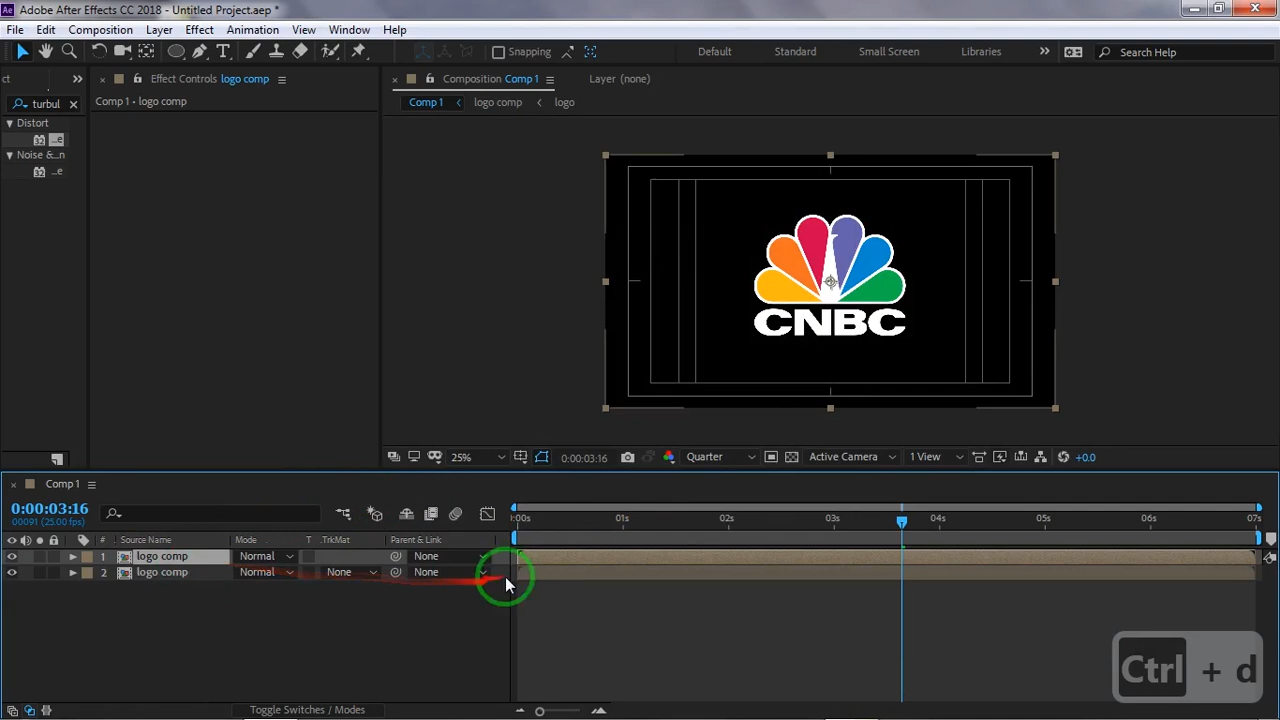 Adobe After Effects CC 2018 - Untitled Project.aep *
File Edit Composition Layer Effect Animation View Window Help
Snapping Default Standard Small Screen Libraries Search Help
ct Effect Controls logo comp Composition Comp 1 Layer (none)
turbul Comp 1 • logo comp Comp 1 logo comp logo
Distort
32 ...e
Noise &...n
32 ...e
CNBC
25% 0:00:03:16 Quarter Active Camera 1 View +0.0
Comp 1
0:00:03:16
00091 (25.00 fps)
:00s 01s 02s 03s 04s 05s 06s 07s
# Source Name Mode T .TrkMat Parent & Link
1 logo comp Normal None
2 logo comp Normal None None
Ctrl + d
Toggle Switches / Modes